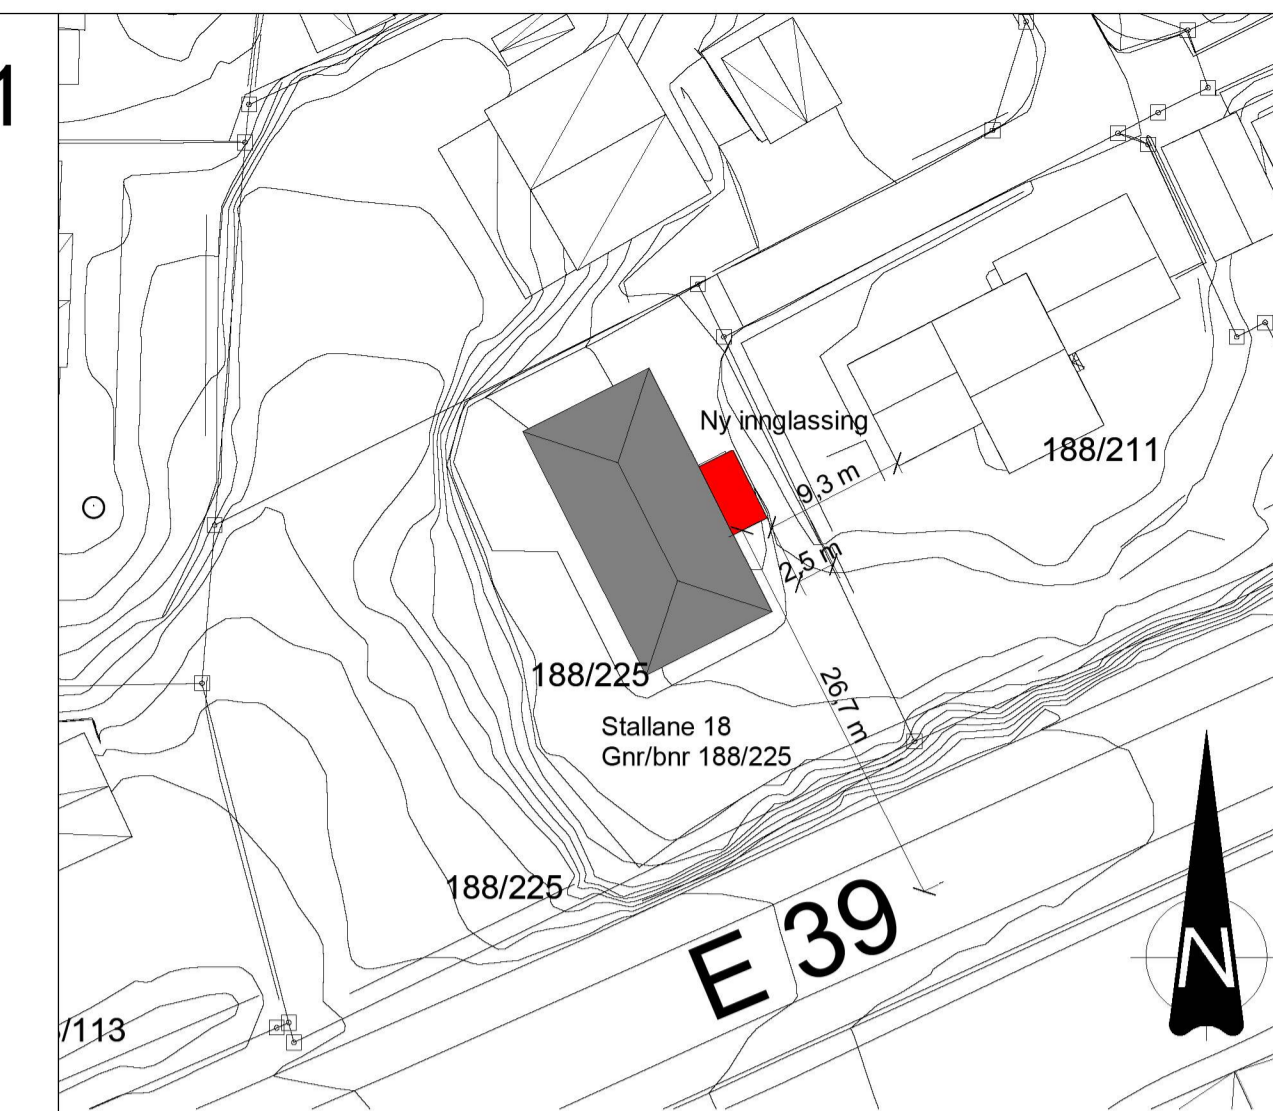 1
Ny innglassing
188/211
9,3 m
2,5 m
188/225
26,7 m
Stallane 18
Gnr/bnr 188/225
188/225
E 39
N
/113